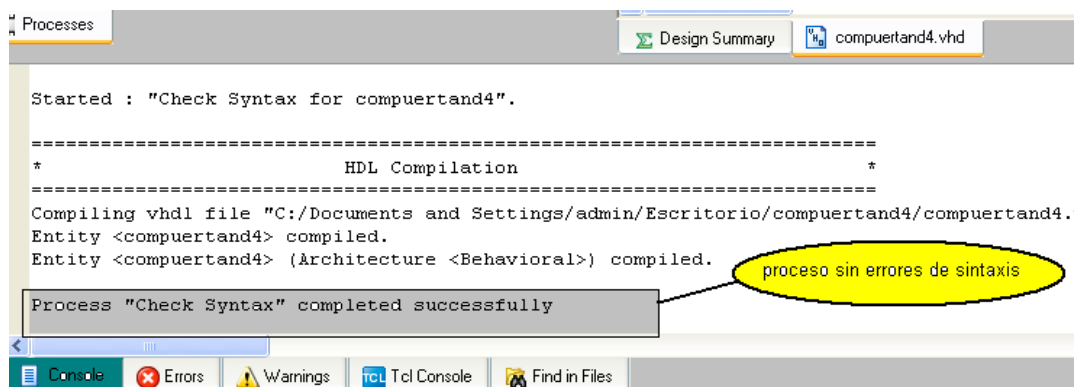 Processes
Design Summary
compuertand4.vhd
Started : "Check Syntax for compuertand4".
=========================================================================
*                          HDL Compilation                              *
=========================================================================
Compiling vhdl file "C:/Documents and Settings/admin/Escritorio/compuertand4/compuertand4.
Entity <compuertand4> compiled.
Entity <compuertand4> (Architecture <Behavioral>) compiled.
proceso sin errores de sintaxis
Process "Check Syntax" completed successfully
Console
Errors
Warnings
TCL Tcl Console
Find in Files